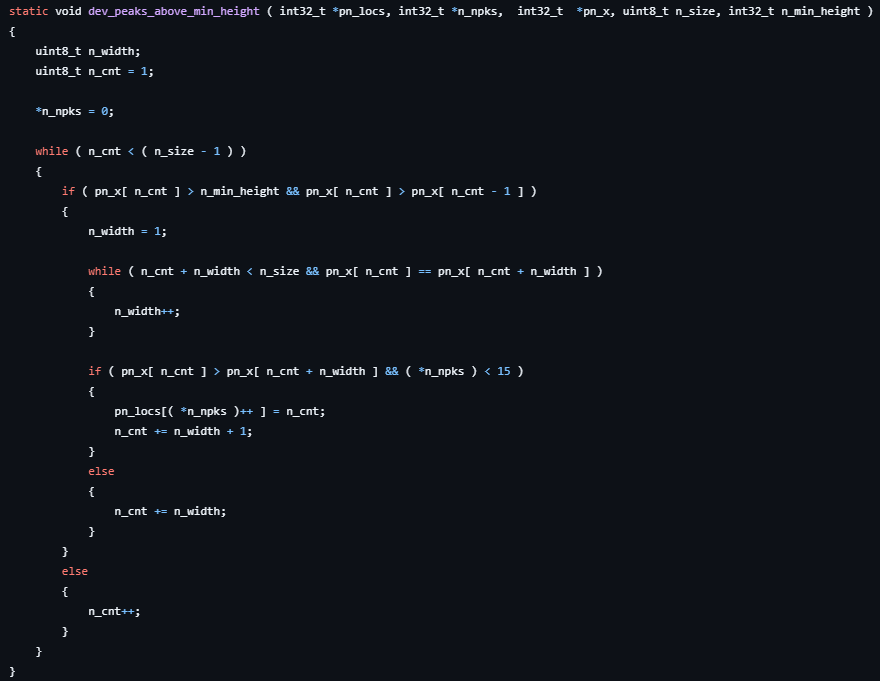 static void dev_peaks_above_min_height ( int32_t *pn_locs, int32_t *n_npks,  int32_t  *pn_x, uint8_t n_size, int32_t n_min_height )
{
    uint8_t n_width;
    uint8_t n_cnt = 1;

    *n_npks = 0;

    while ( n_cnt < ( n_size - 1 ) )
    {
        if ( pn_x[ n_cnt ] > n_min_height && pn_x[ n_cnt ] > pn_x[ n_cnt - 1 ] )
        {
            n_width = 1;

            while ( n_cnt + n_width < n_size && pn_x[ n_cnt ] == pn_x[ n_cnt + n_width ] )
            {
                n_width++;
            }

            if ( pn_x[ n_cnt ] > pn_x[ n_cnt + n_width ] && ( *n_npks ) < 15 )
            {
                pn_locs[( *n_npks )++ ] = n_cnt;
                n_cnt += n_width + 1;
            }
            else
            {
                n_cnt += n_width;
            }
        }
        else
        {
            n_cnt++;
        }
    }
}